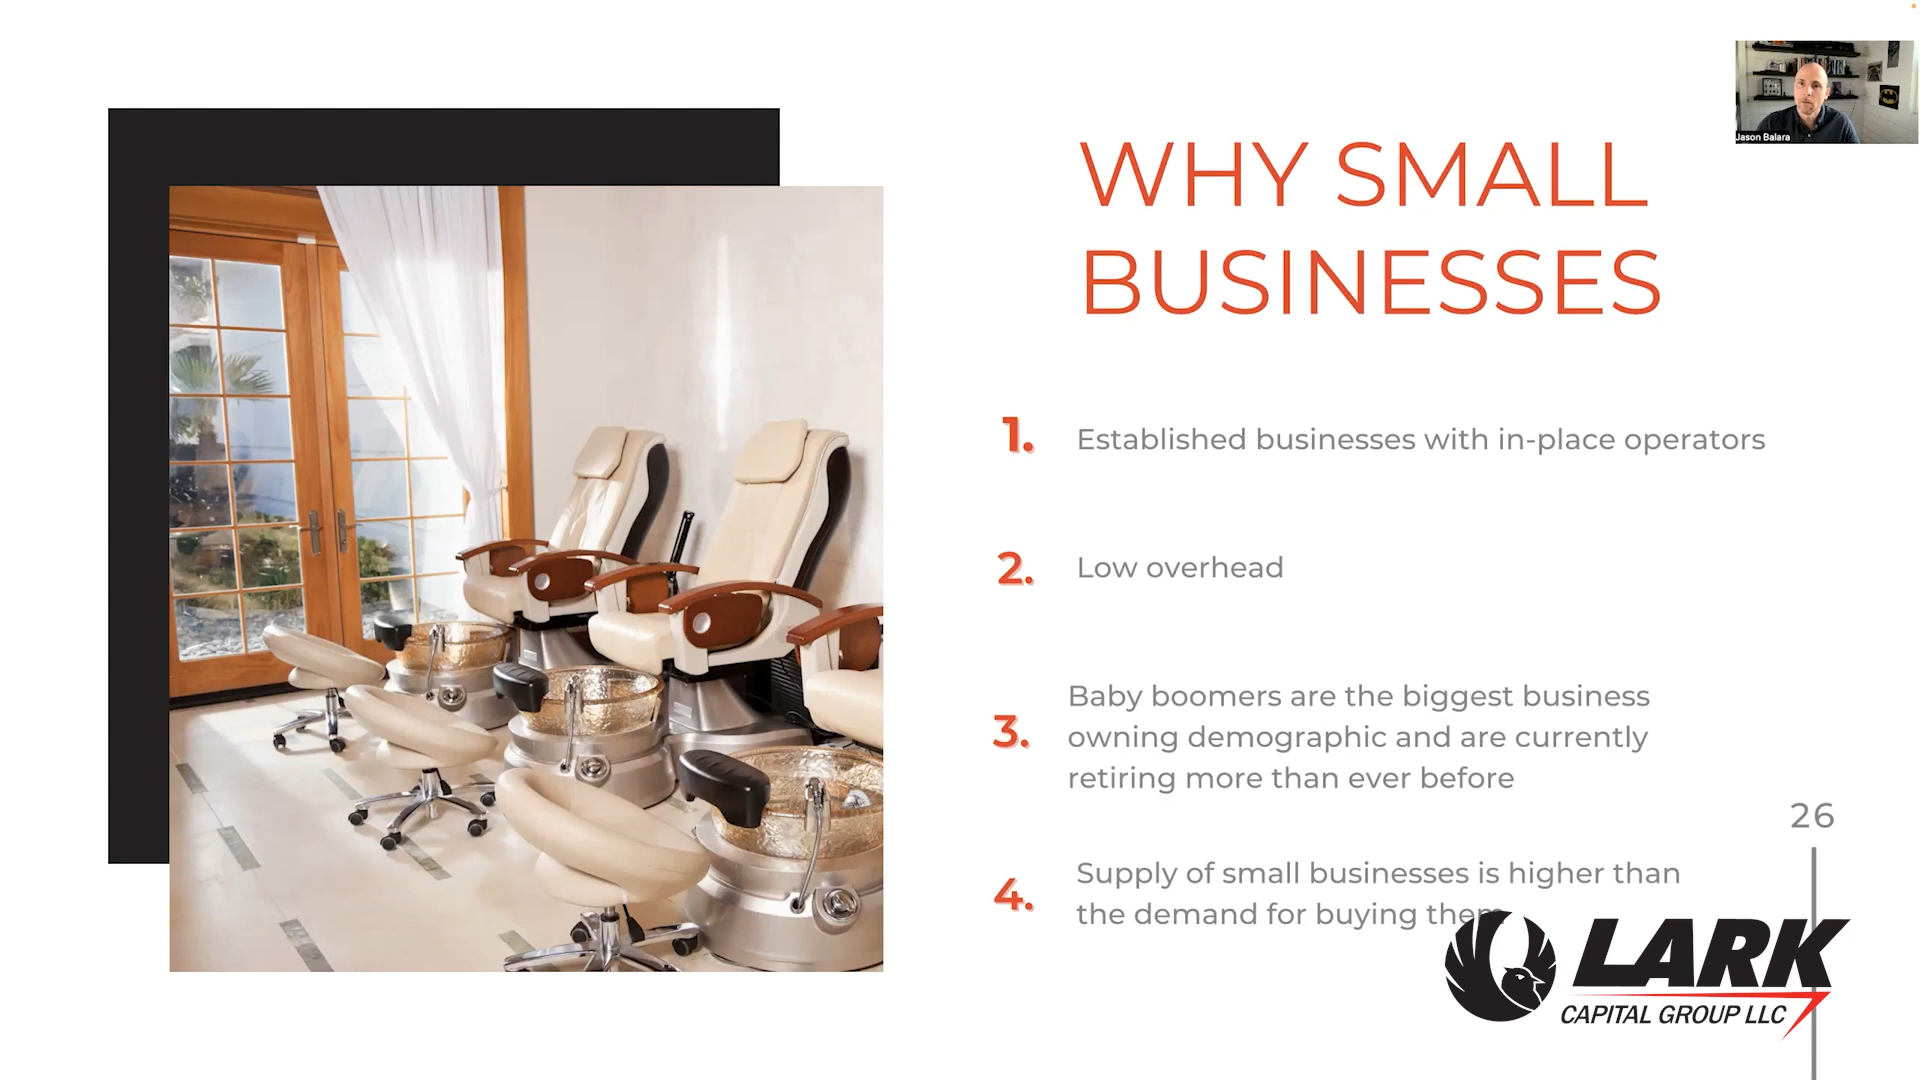 Jason Balara
WHY SMALL
BUSINESSES
1. Established businesses with in-place operators
2. Low overhead
3. Baby boomers are the biggest business
owning demographic and are currently
retiring more than ever before
26
4. Supply of small businesses is higher than
the demand for buying them.
LARK
CAPITAL GROUP LLC